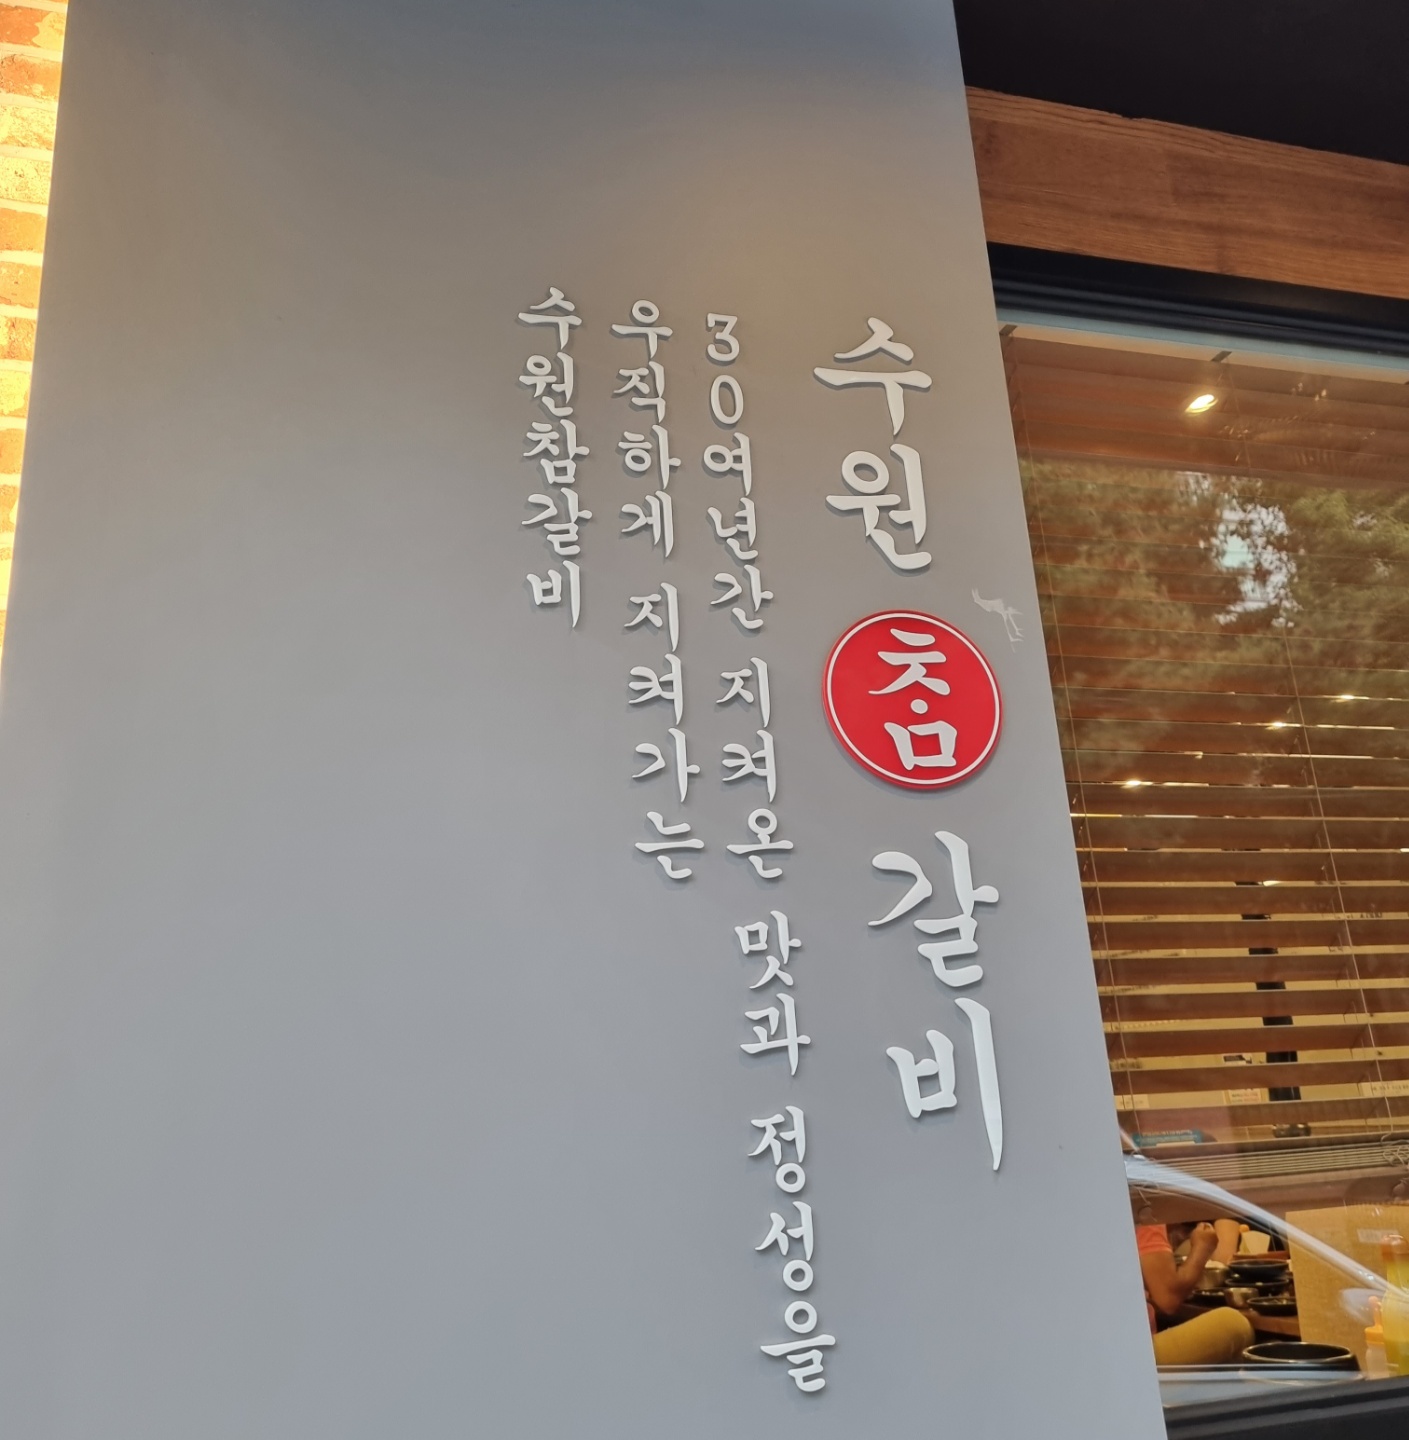 수원 ᄎᆞᆷ 갈비
30여년간 지켜온 맛과 정성을
우직하게 지켜가는
수원참갈비